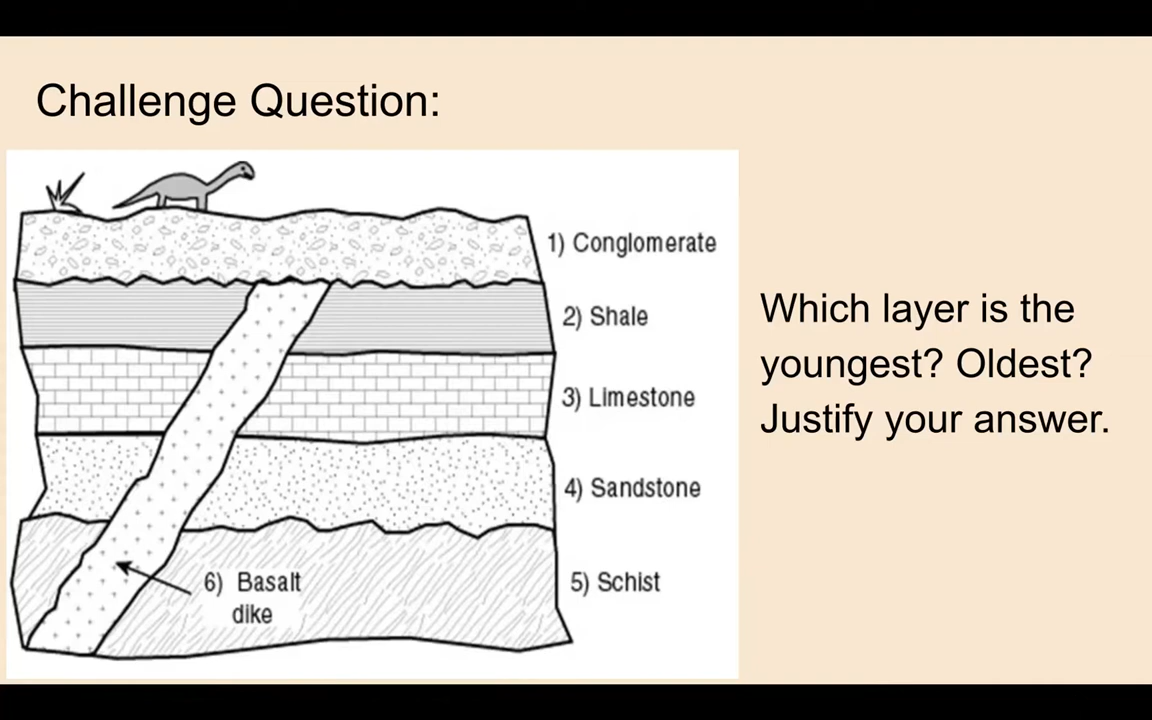 Challenge Question:
1) Conglomerate
2) Shale
3) Limestone
4) Sandstone
5) Schist
6) Basalt
dike
Which layer is the
youngest? Oldest?
Justify your answer.